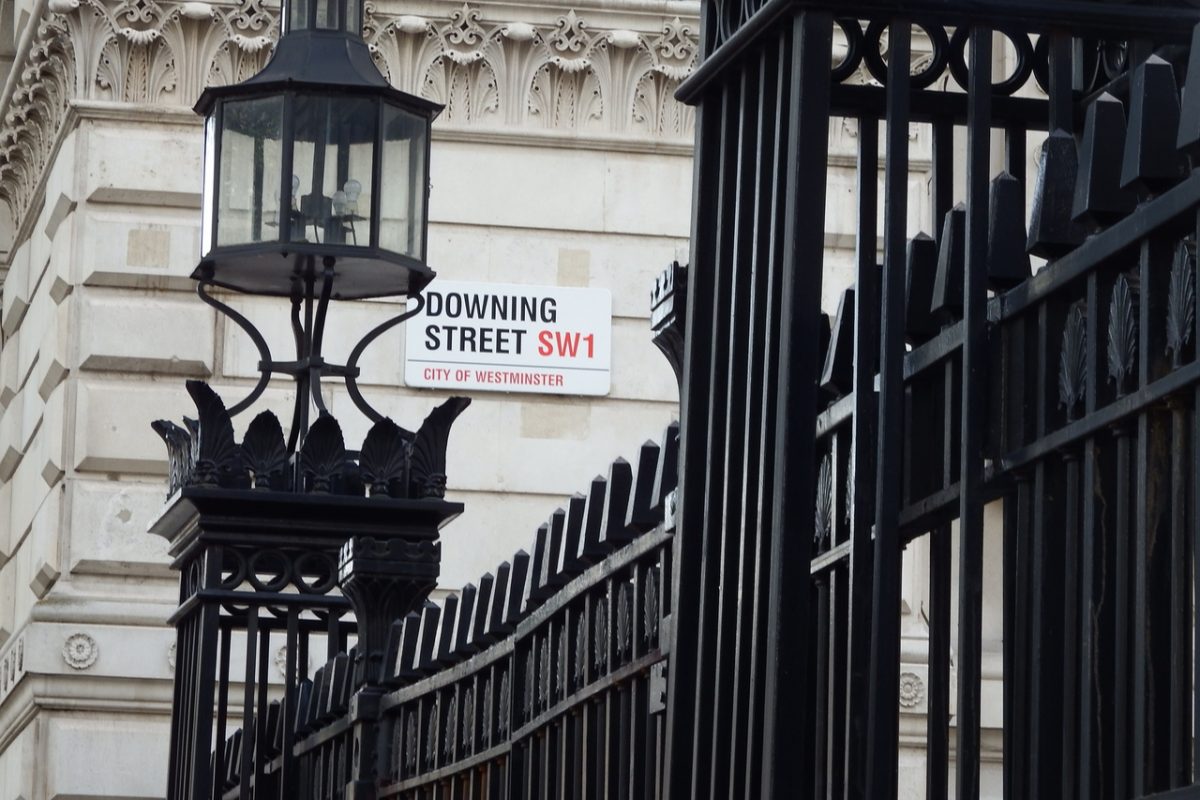 DOWNING
STREET SW1
CITY OF WESTMINSTER